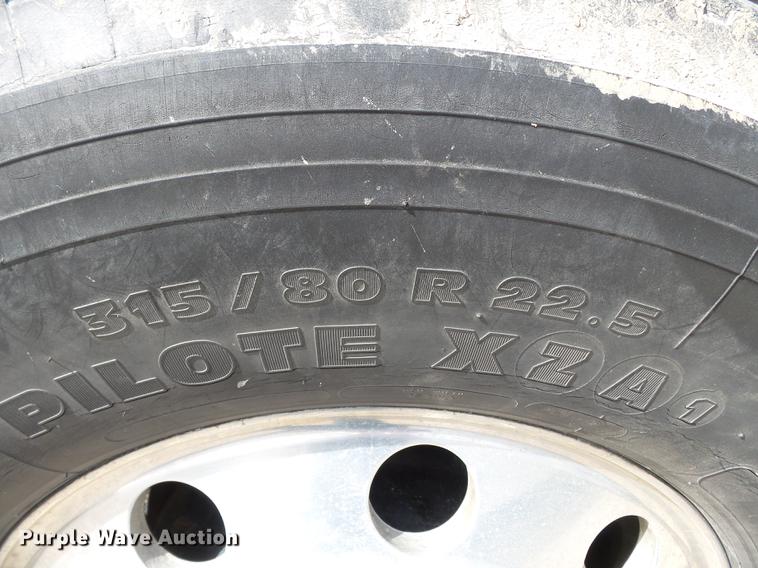 315/80 R 22.5
PILOTE XZA1
Purple Wave Auction